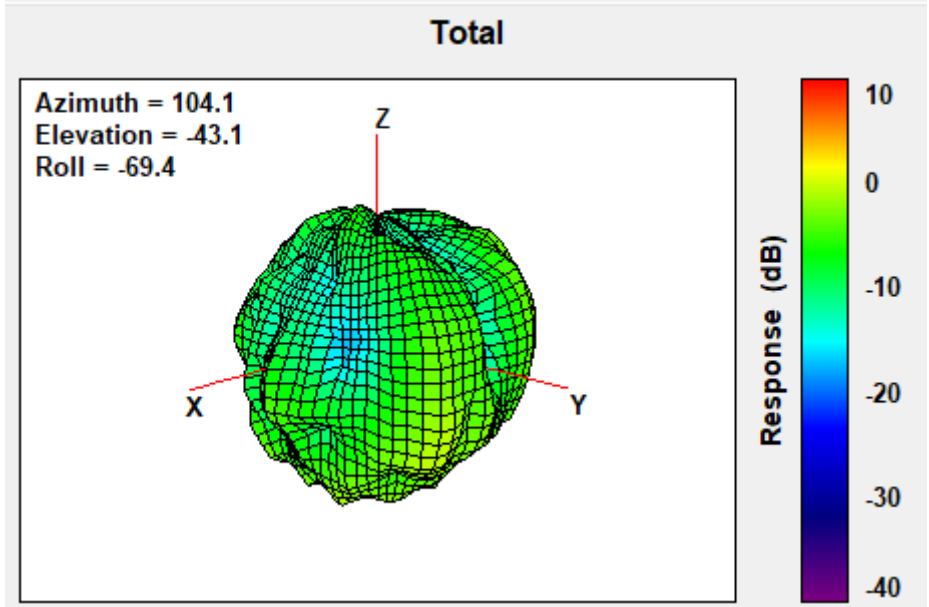 Total
Azimuth = 104.1
Elevation = -43.1
Roll = -69.4
Z
X
Y
Response (dB)
10
0
-10
-20
-30
-40